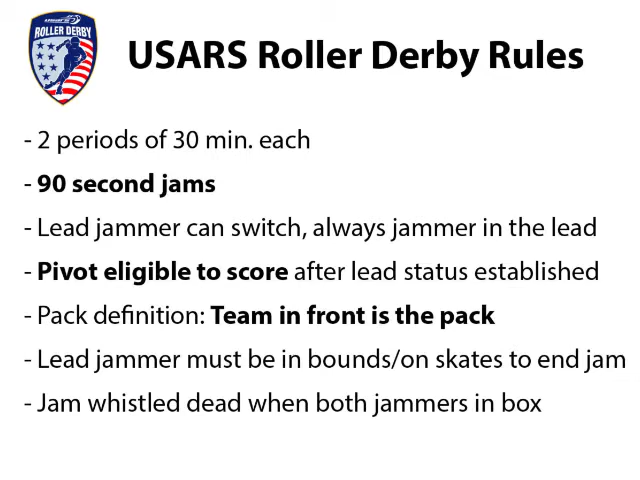 ROLLER DERBY
USARS Roller Derby Rules
- 2 periods of 30 min. each
- 90 second jams
- Lead jammer can switch, always jammer in the lead
- Pivot eligible to score after lead status established
- Pack definition: Team in front is the pack
- Lead jammer must be in bounds/on skates to end jam
- Jam whistled dead when both jammers in box